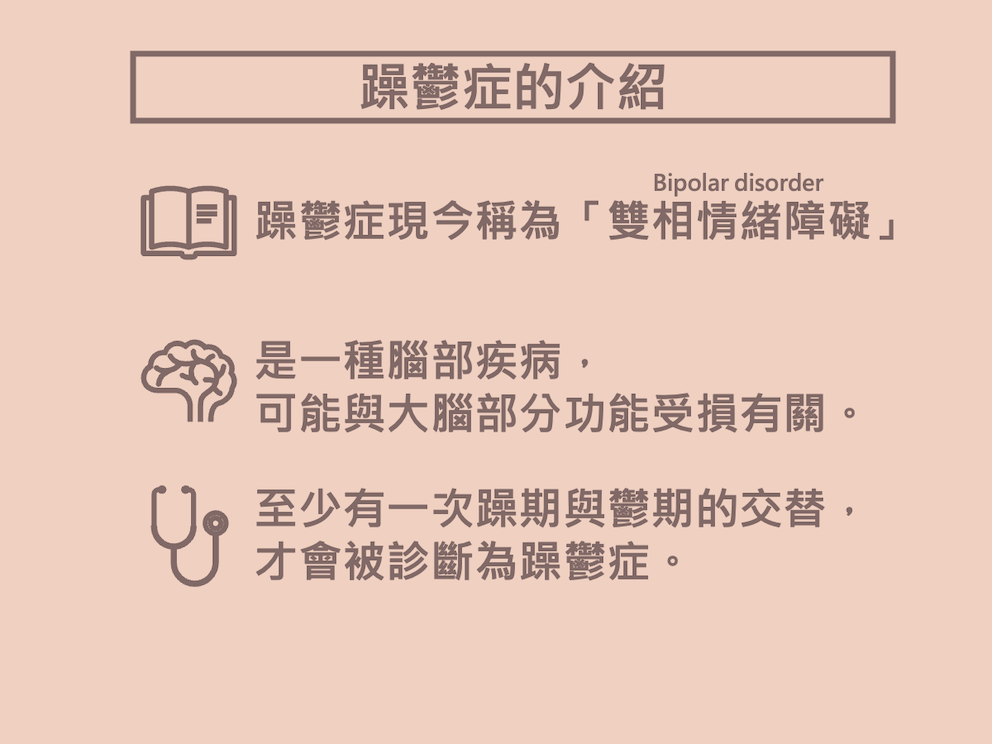 躁鬱症的介紹
Bipolar disorder
躁鬱症現今稱為「雙相情緒障礙」
是一種腦部疾病，
可能與大腦部分功能受損有關。
至少有一次躁期與鬱期的交替，
才會被診斷為躁鬱症。